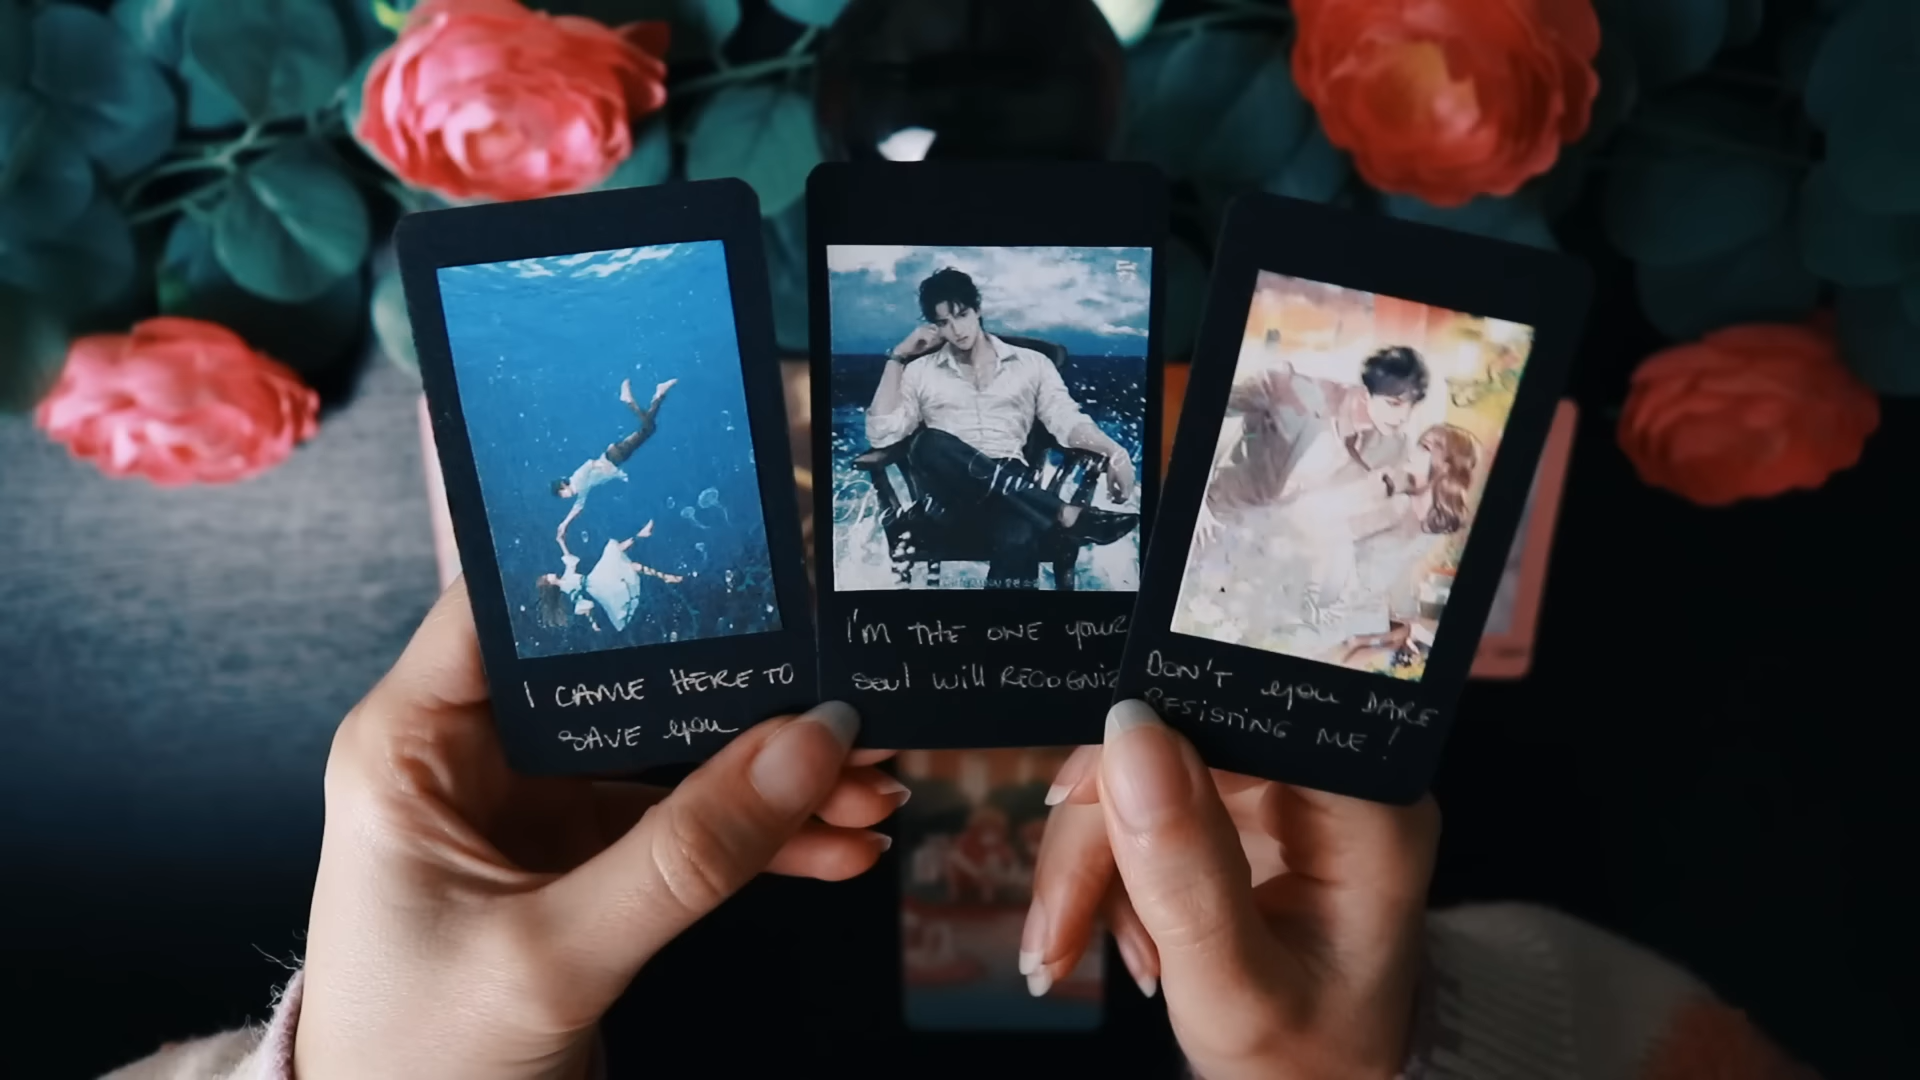 I CAME HERE TO
SAVE you
I'M THE ONE YOUR
SOUL Will RECOGNIZ
DON'T you DARE
RESISTING ME!